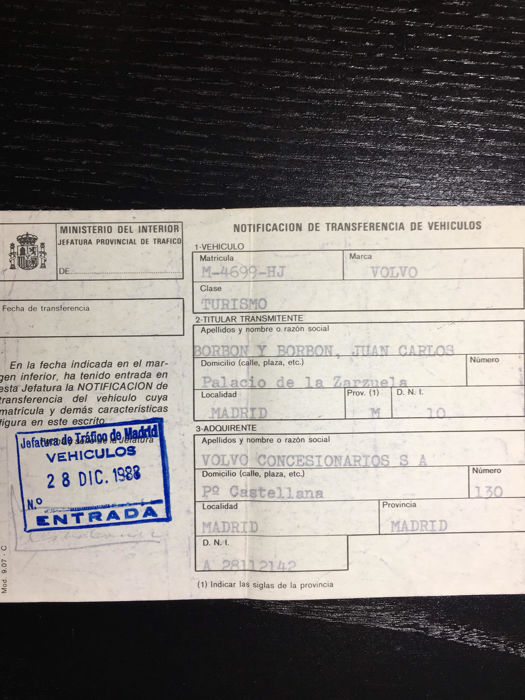 MINISTERIO DEL INTERIOR
JEFATURA PROVINCIAL DE TRAFICO
DE
Fecha de transferencia
En la fecha indicada en el mar-
gen inferior, ha tenido entrada en
esta Jefatura la NOTIFICACION de
transferencia del vehículo cuya
matrícula y demás características
figura en este escrito.
Jefatura de Tráfico de Madrid
VEHICULOS
28 DIC. 1988
N.º
ENTRADA
Mod. 9.07 - C
NOTIFICACION DE TRANSFERENCIA DE VEHICULOS
1-VEHICULO
Matrícula Marca
M-4699-HJ VOLVO
Clase
TURISMO
2-TITULAR TRANSMITENTE
Apellidos y nombre o razón social
BORBON Y BORBON, JUAN CARLOS
Domicilio (calle, plaza, etc.) Número
Palacio de la Zarzuela
Localidad Prov. (1) D. N. I.
MADRID M 10
3-ADQUIRENTE
Apellidos y nombre o razón social
VOLVO CONCESIONARIOS S A
Domicilio (calle, plaza, etc.) Número
Pº Castellana 130
Localidad Provincia
MADRID MADRID
D. N. I.
A 28112142
(1) Indicar las siglas de la provincia